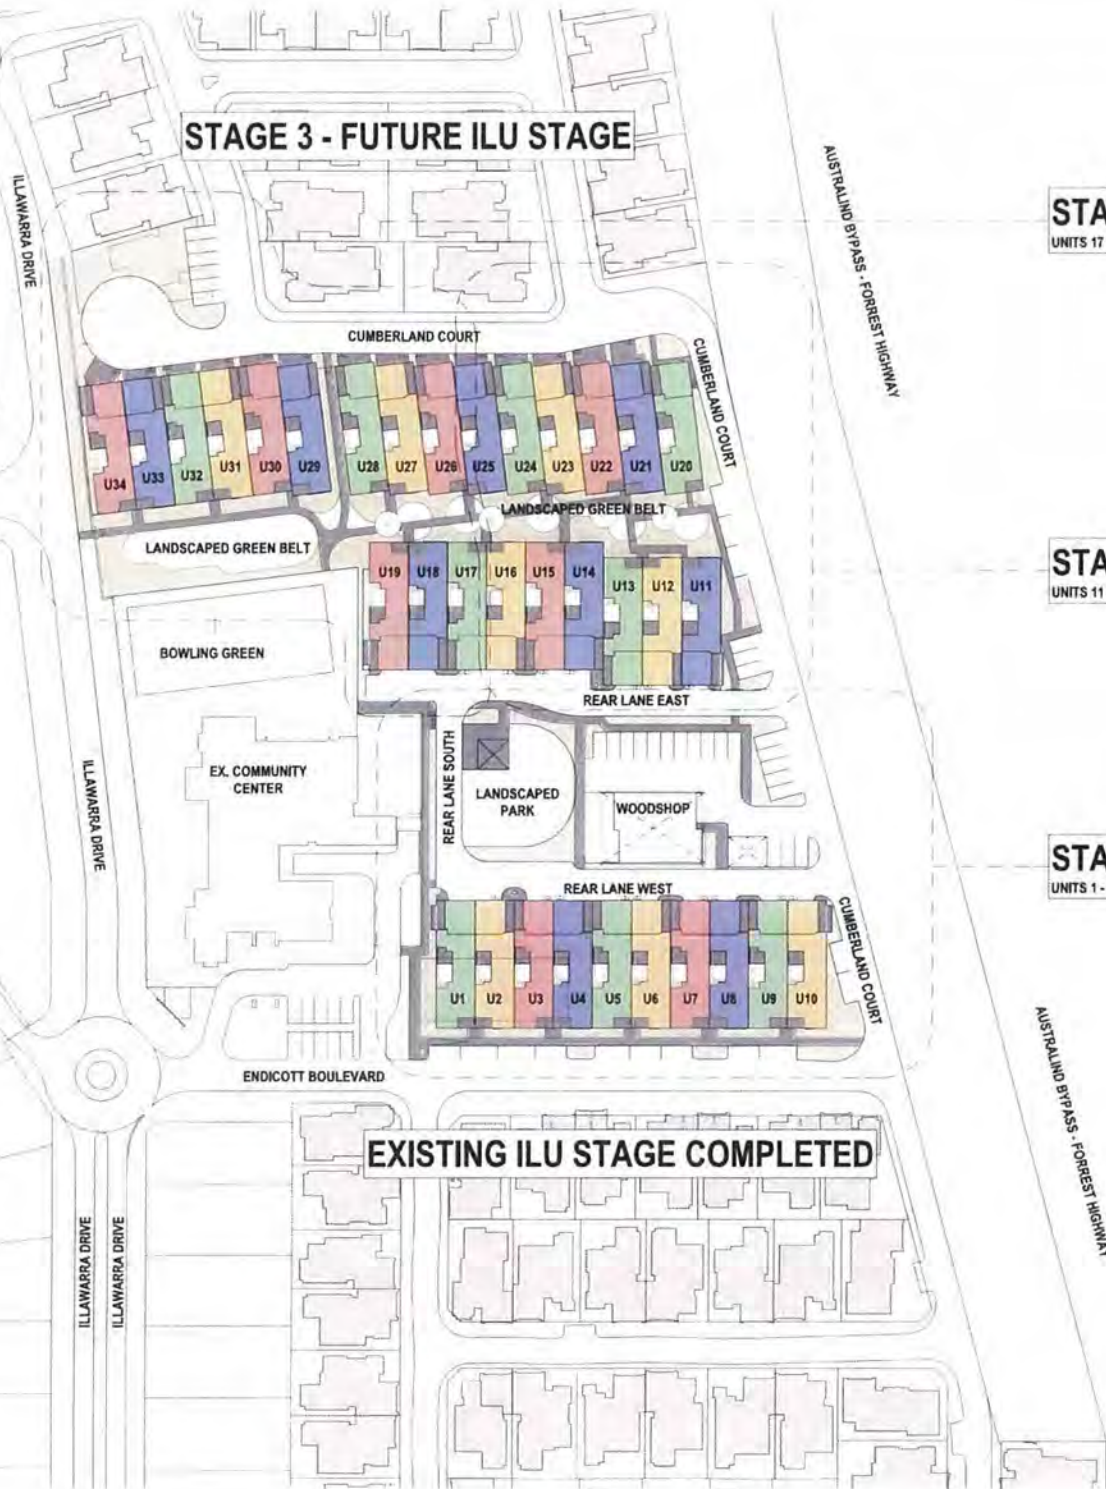 STAGE 3 - FUTURE ILU STAGE
ILLAWARRA DRIVE
AUSTRALIND BYPASS - FORREST HIGHWAY
STA
UNITS 17
CUMBERLAND COURT
CUMBERLAND COURT
U34 U33 U32 U31 U30 U29 U28 U27 U26 U25 U24 U23 U22 U21 U20
LANDSCAPED GREEN BELT
LANDSCAPED GREEN BELT
STA
UNITS 11
U19 U18 U17 U16 U15 U14 U13 U12 U11
BOWLING GREEN
REAR LANE EAST
ILLAWARRA DRIVE
EX. COMMUNITY
CENTER
REAR LANE SOUTH
LANDSCAPED
PARK
WOODSHOP
STA
UNITS 1 -
REAR LANE WEST
CUMBERLAND COURT
U1 U2 U3 U4 U5 U6 U7 U8 U9 U10
AUSTRALIND BYPASS - FORREST HIGHWAY
ENDICOTT BOULEVARD
EXISTING ILU STAGE COMPLETED
ILLAWARRA DRIVE
ILLAWARRA DRIVE